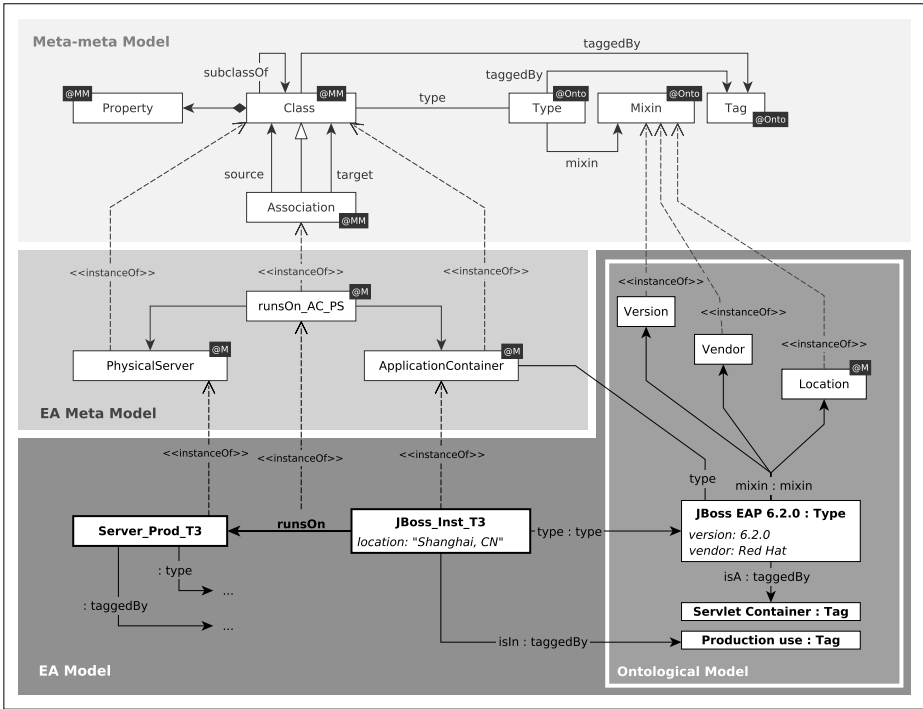 Meta-meta Model
taggedBy
subclassOf
taggedBy
@MM
Property
Class
@MM
type
Type
@Onto
Mixin
@Onto
Tag
@Onto
mixin
source
target
Association
@MM
<<instanceOf>>
<<instanceOf>>
<<instanceOf>>
<<instanceOf>>
runsOn_AC_PS
@M
Version
<<instanceOf>>
Vendor
<<instanceOf>>
PhysicalServer
@M
ApplicationContainer
@M
Location
@M
EA Meta Model
<<instanceOf>>
<<instanceOf>>
<<instanceOf>>
type
mixin : mixin
Server_Prod_T3
runsOn
JBoss_Inst_T3
location: "Shanghai, CN"
type : type
JBoss EAP 6.2.0 : Type
version: 6.2.0
vendor: Red Hat
: type
...
isA : taggedBy
: taggedBy
...
Servlet Container : Tag
isIn : taggedBy
Production use : Tag
EA Model
Ontological Model